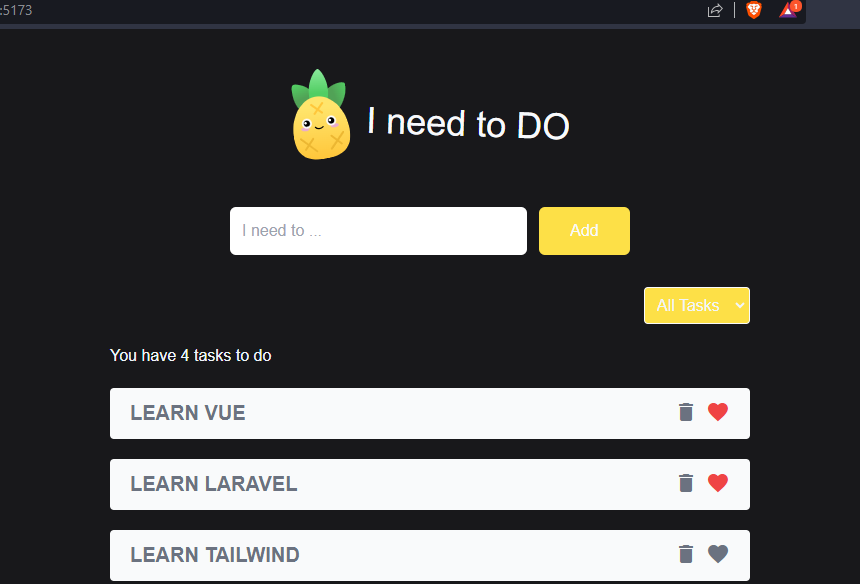 :5173
1
I need to DO
I need to ...
Add
All Tasks
You have 4 tasks to do
LEARN VUE
LEARN LARAVEL
LEARN TAILWIND